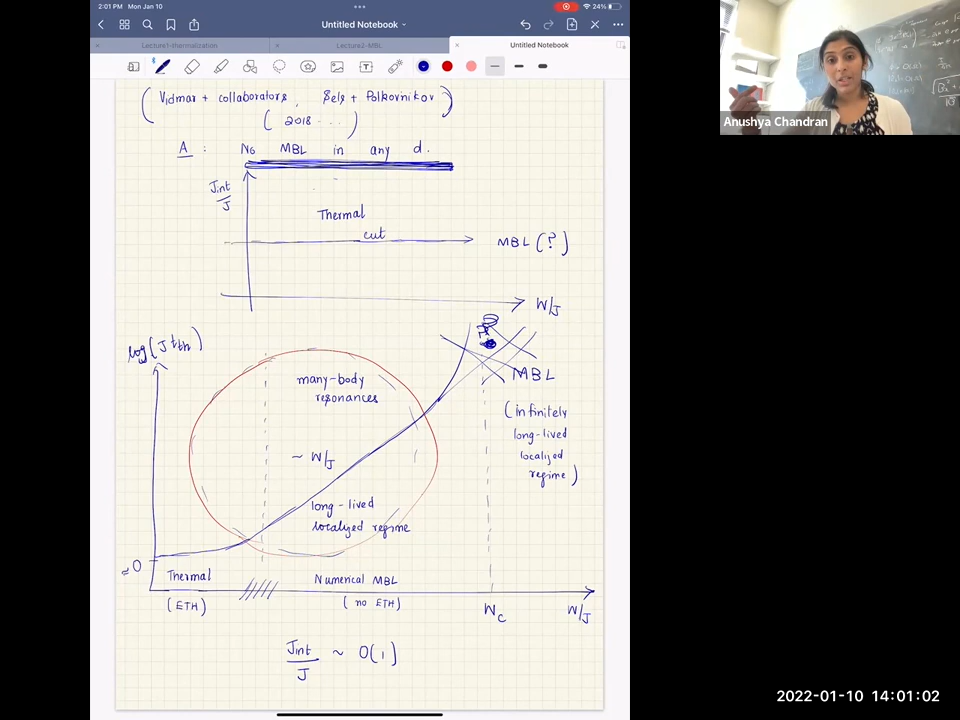 2:01 PM Mon Jan 10
24%
Untitled Notebook
Lecture1-thermalization
Lecture2-MBL
Untitled Notebook
( Vidmar + collaborators, Sels + Polkovnikov )
( 2018 ... )
A : No MBL in any d.
Jint/J
Thermal
cut
MBL (?)
W/J
log(J tth)
many-body
resonances
MBL
~ W/J
(infinitely
long-lived
localized
regime)
long-lived
localized regime
≈0
Thermal
Numerical MBL
(ETH)
(no ETH)
Wc
W/J
Jint/J ~ O(1)
Anushya Chandran
2022-01-10 14:01:02